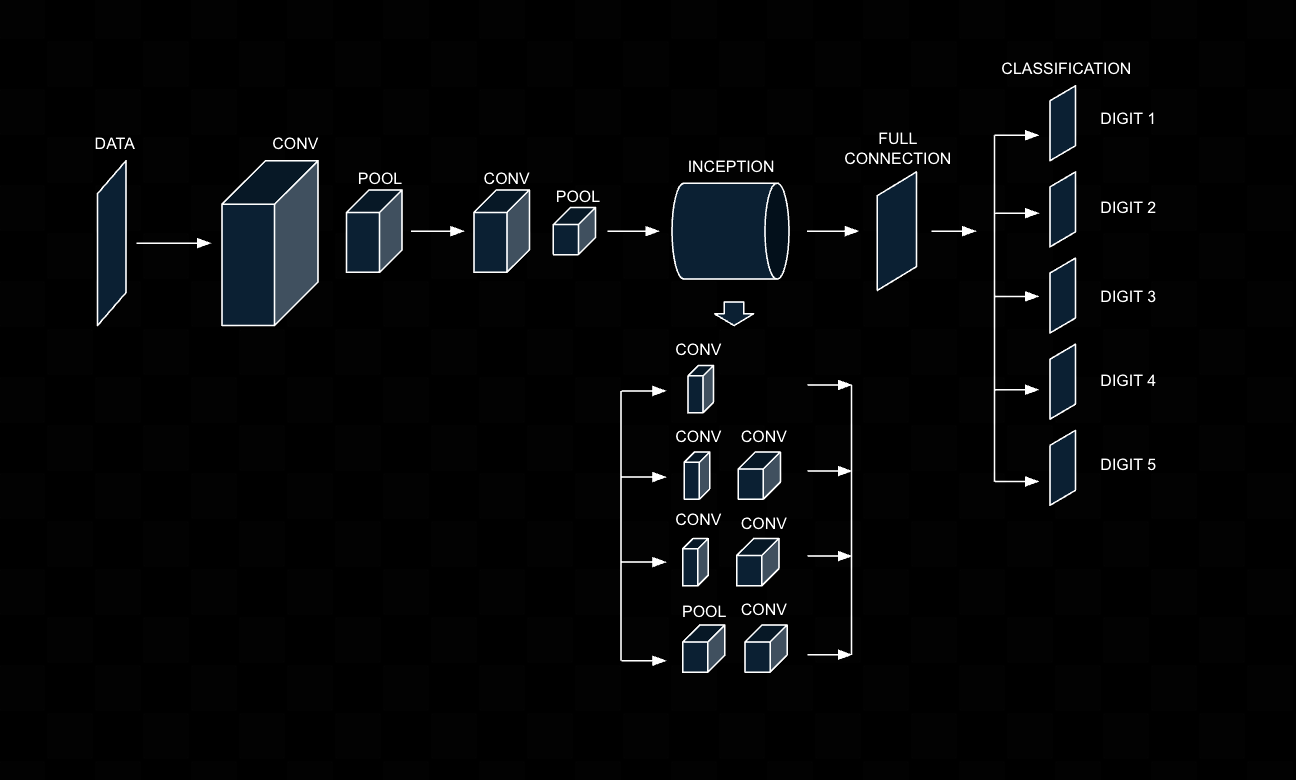 DATA
CONV
POOL
CONV
POOL
INCEPTION
FULL
CONNECTION
CLASSIFICATION
DIGIT 1
DIGIT 2
DIGIT 3
DIGIT 4
DIGIT 5
CONV
CONV CONV
CONV CONV
POOL CONV